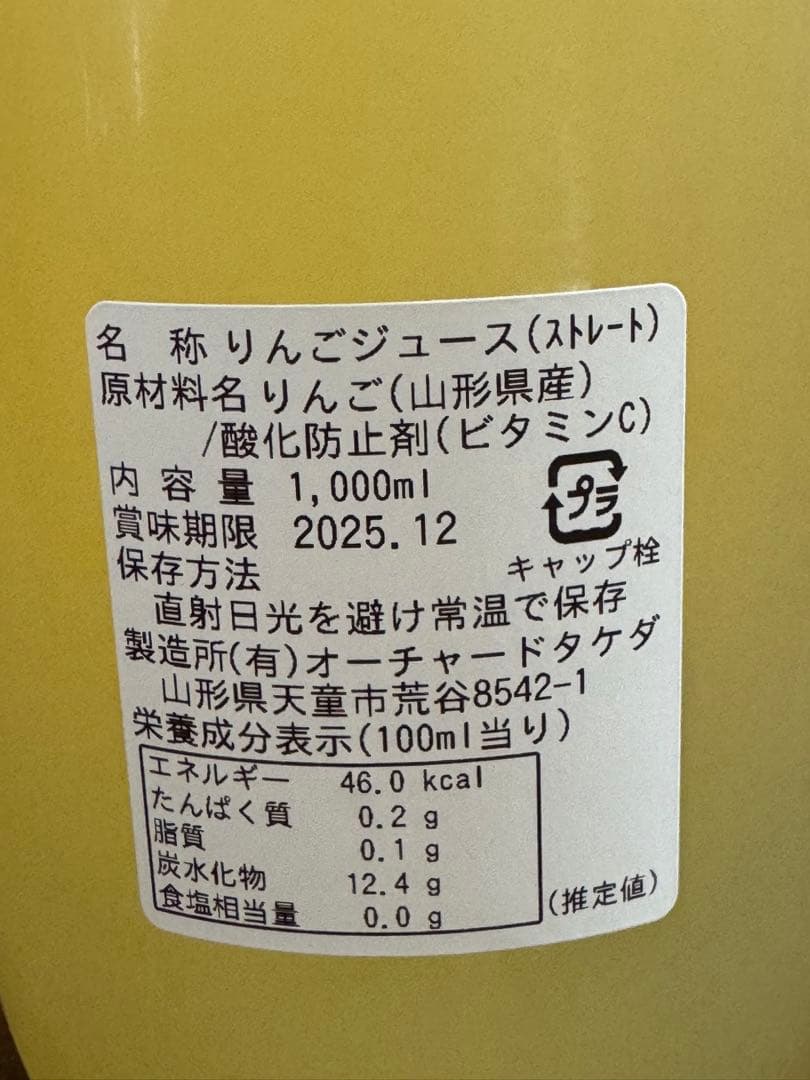 名 称 りんごジュース(ストレート)
原材料名 りんご(山形県産)
/酸化防止剤(ビタミンC)
内 容 量 1,000ml
賞味期限 2025.12
プラ
キャップ栓
保存方法
直射日光を避け常温で保存
製造所(有)オーチャードタケダ
山形県天童市荒谷8542-1
栄養成分表示(100ml当り)
エネルギー 46.0 kcal
たんぱく質 0.2 g
脂質 0.1 g
炭水化物 12.4 g
食塩相当量 0.0 g
(推定値)